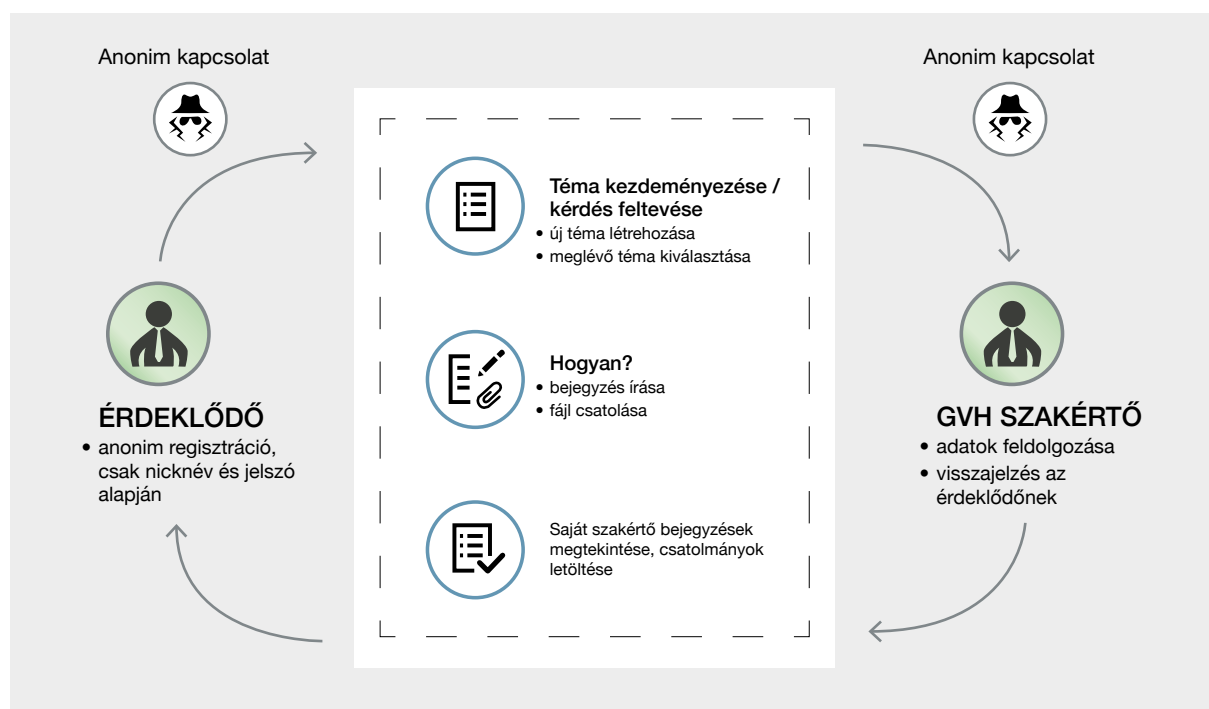 Anonim kapcsolat
Anonim kapcsolat
Téma kezdeményezése /
kérdés feltevése
• új téma létrehozása
• meglévő téma kiválasztása
Hogyan?
• bejegyzés írása
• fájl csatolása
Saját szakértő bejegyzések
megtekintése, csatolmányok
letöltése
ÉRDEKLŐDŐ
• anonim regisztráció,
csak nicknév és jelszó
alapján
GVH SZAKÉRTŐ
• adatok feldolgozása
• visszajelzés az
érdeklődőnek